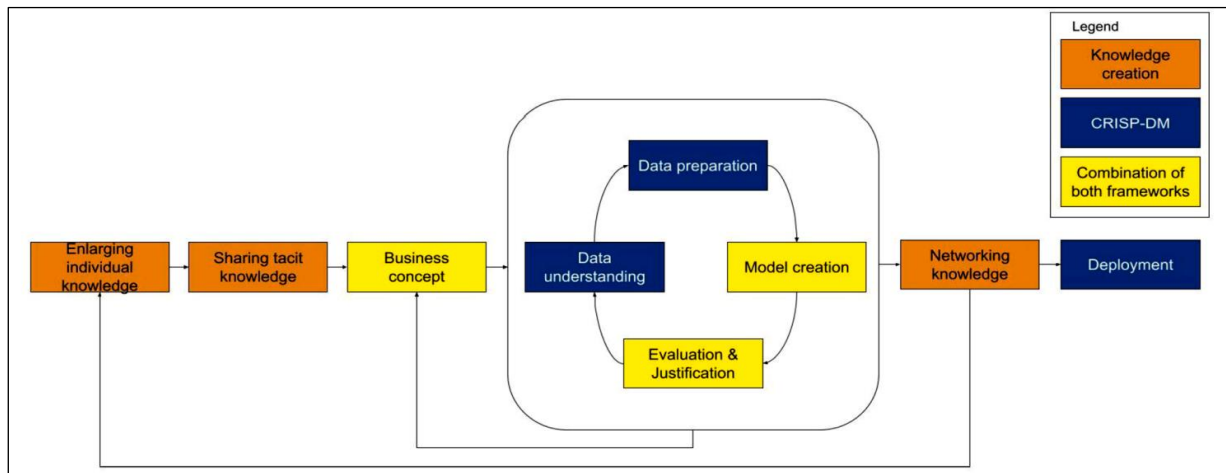 Legend
Knowledge
creation
CRISP-DM
Combination of
both frameworks
Data preparation
Enlarging
individual
knowledge
Sharing tacit
knowledge
Business
concept
Data
understanding
Model creation
Networking
knowledge
Deployment
Evaluation &
Justification